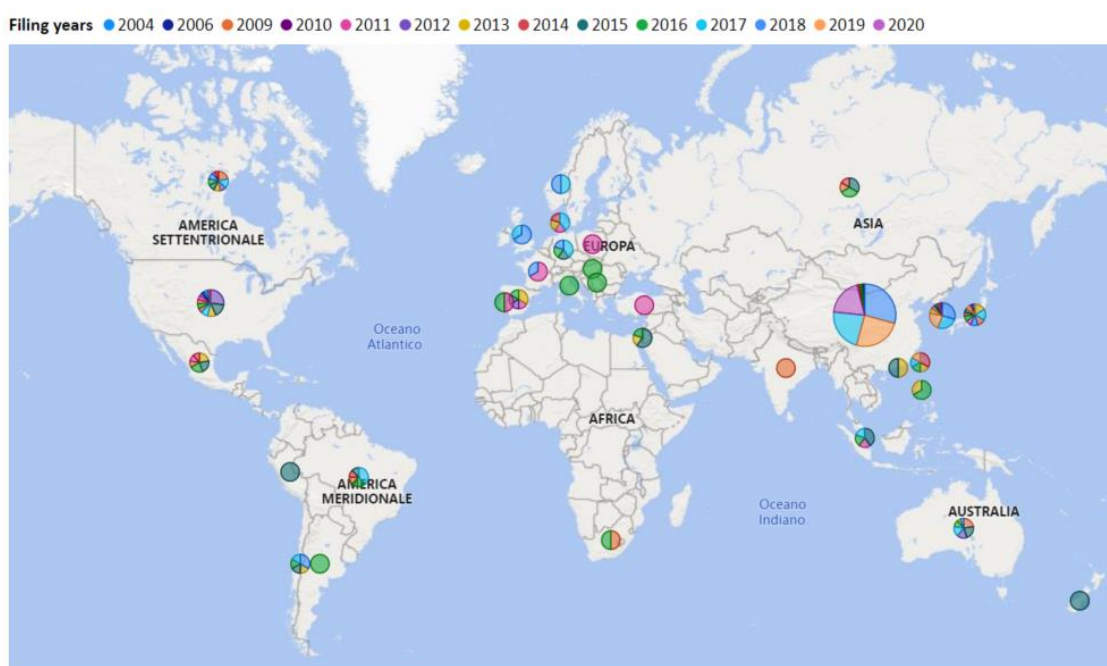 Filing years 2004 2006 2009 2010 2011 2012 2013 2014 2015 2016 2017 2018 2019 2020
AMERICA
SETTENTRIONALE
ASIA
EUROPA
Oceano
Atlantico
AFRICA
AMERICA
MERIDIONALE
Oceano
Indiano
AUSTRALIA